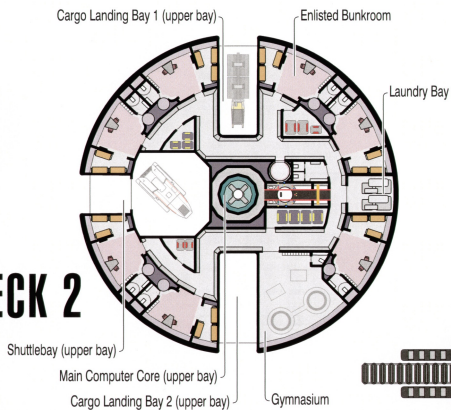 Cargo Landing Bay 1 (upper bay)
Enlisted Bunkroom
Laundry Bay
ECK 2
Shuttlebay (upper bay)
Main Computer Core (upper bay)
Cargo Landing Bay 2 (upper bay)
Gymnasium